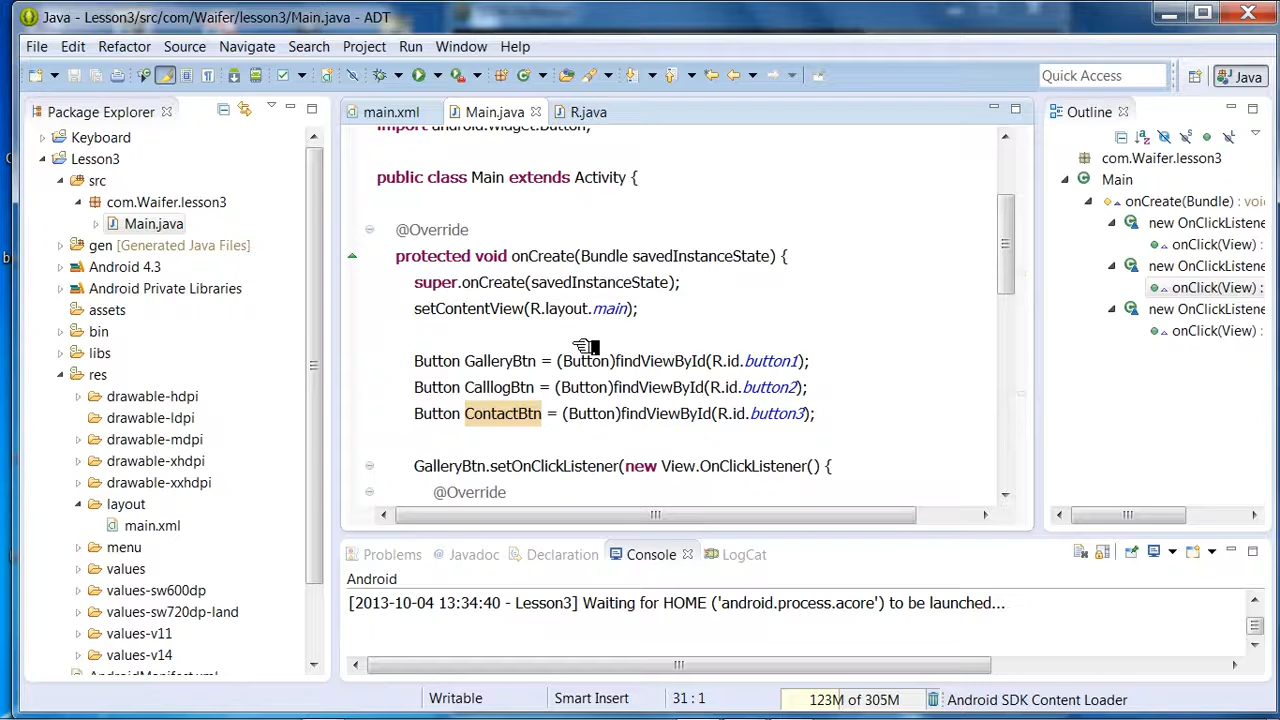 Java - Lesson3/src/com/Waifer/lesson3/Main.java - ADT
File Edit Refactor Source Navigate Search Project Run Window Help
Quick Access
Java
Package Explorer
Keyboard
Lesson3
src
com.Waifer.lesson3
Main.java
gen [Generated Java Files]
Android 4.3
Android Private Libraries
assets
bin
libs
res
drawable-hdpi
drawable-ldpi
drawable-mdpi
drawable-xhdpi
drawable-xxhdpi
layout
main.xml
menu
values
values-sw600dp
values-sw720dp-land
values-v11
values-v14
AndroidManifest.xml
main.xml Main.java R.java
import android.widget.Button;
public class Main extends Activity {
@Override
protected void onCreate(Bundle savedInstanceState) {
super.onCreate(savedInstanceState);
setContentView(R.layout.main);
Button GalleryBtn = (Button)findViewById(R.id.button1);
Button CalllogBtn = (Button)findViewById(R.id.button2);
Button ContactBtn = (Button)findViewById(R.id.button3);
GalleryBtn.setOnClickListener(new View.OnClickListener() {
@Override
Outline
com.Waifer.lesson3
Main
onCreate(Bundle) : void
new OnClickListene
onClick(View) :
new OnClickListene
onClick(View) :
new OnClickListene
onClick(View) :
Problems @ Javadoc Declaration Console LogCat
Android
[2013-10-04 13:34:40 - Lesson3] Waiting for HOME ('android.process.acore') to be launched...
Writable Smart Insert 31 : 1 123M of 305M Android SDK Content Loader